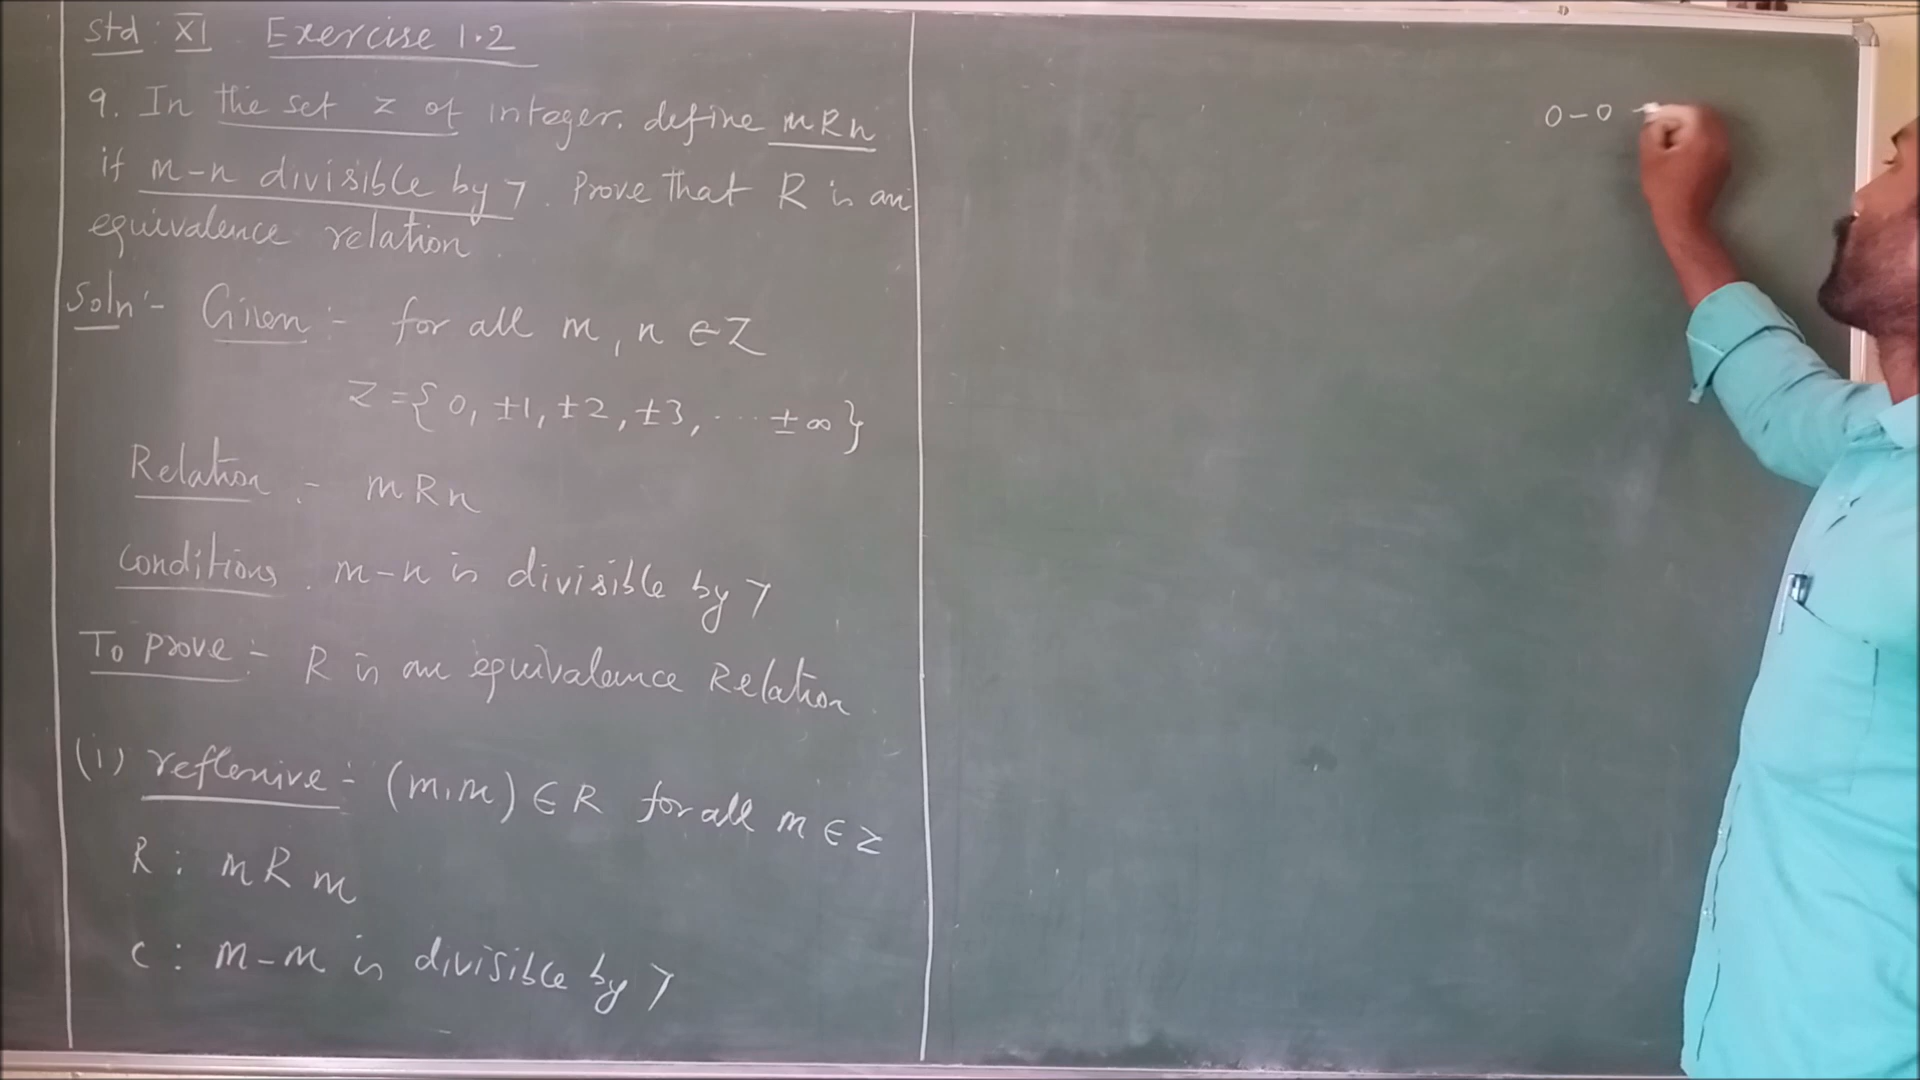 Std : XI Exercise 1.2
9. In the set z of integer. define mRn
if m-n divisible by 7. Prove that R is an
equivalence relation.
Soln:- Given:- for all m, n ∈ Z
Z = {0, ±1, ±2, ±3, ... ±∞}
Relation :- mRn
Conditions. m-n is divisible by 7
To prove:- R is an equivalance Relation.
(i) reflexive:- (m,m) ∈ R for all m ∈ z
R : mRm
C : m-m is divisible by 7
0-0